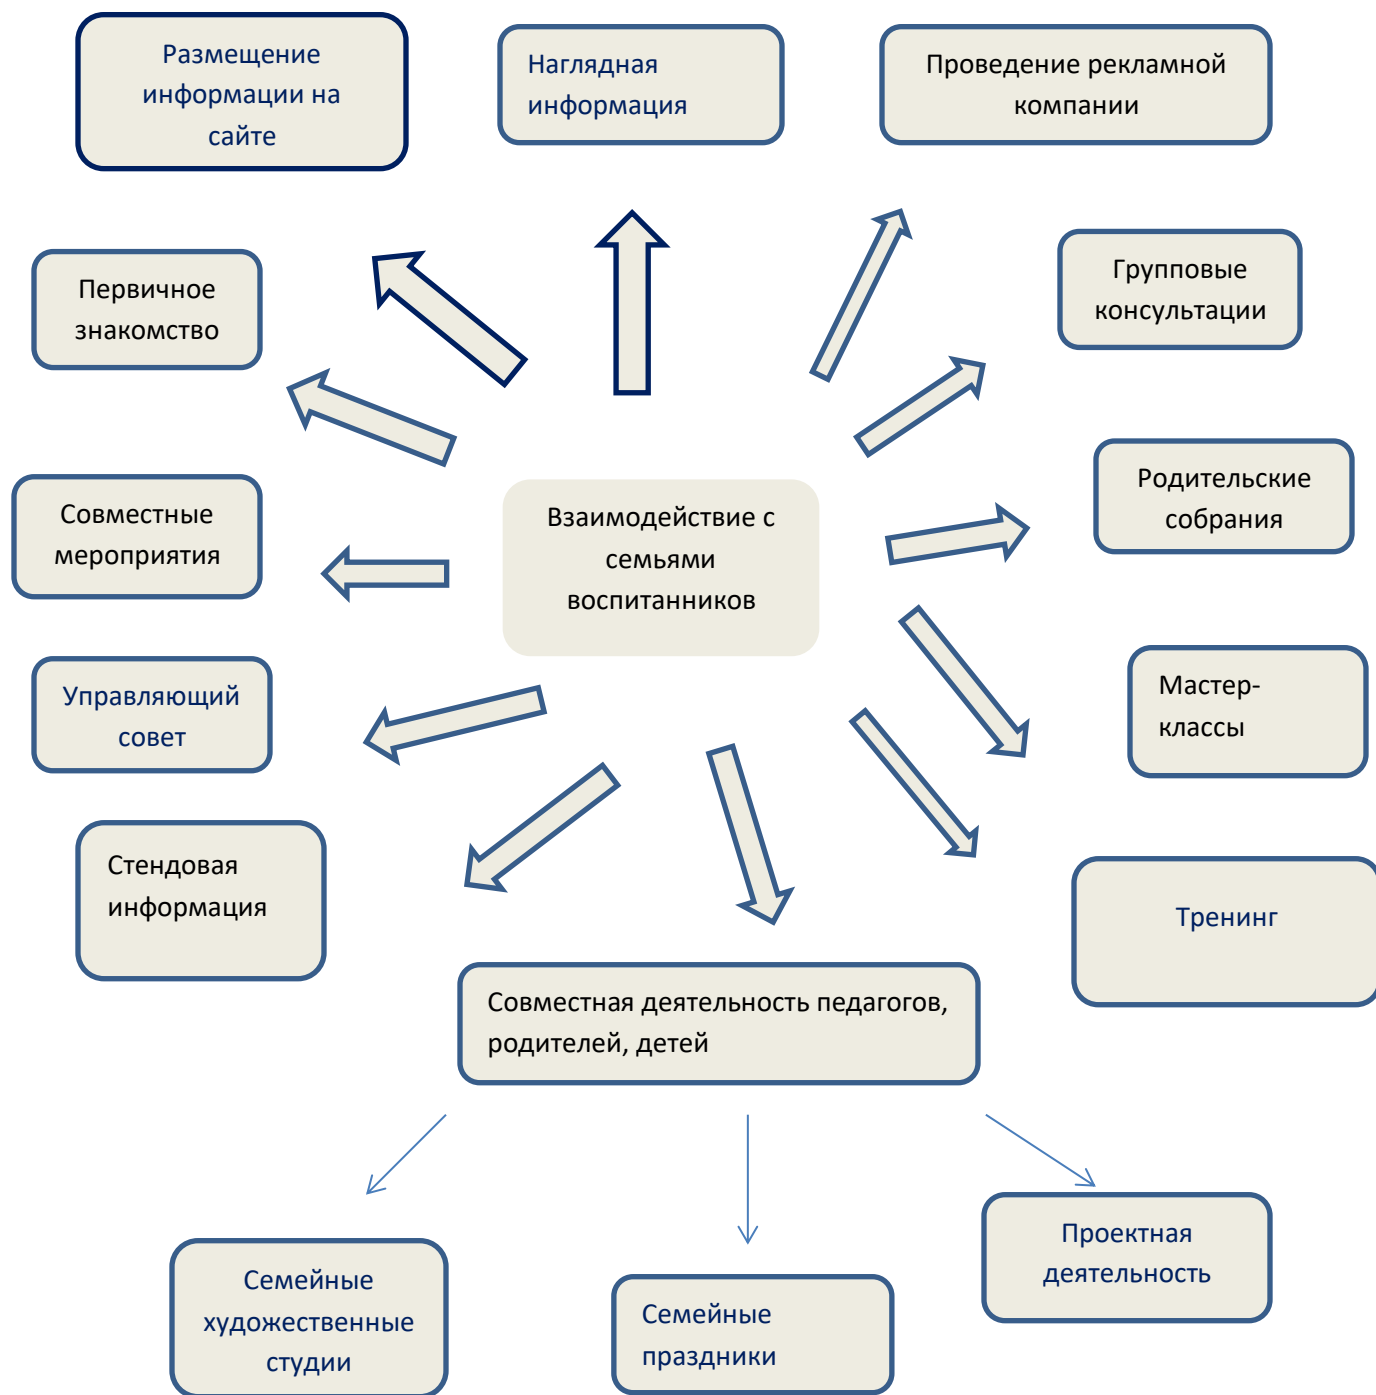 Размещение
информации на
сайте
Наглядная
информация
Проведение рекламной
компании
Первичное
знакомство
Групповые
консультации
Совместные
мероприятия
Взаимодействие с
семьями
воспитанников
Родительские
собрания
Управляющий
совет
Мастер-
классы
Стендовая
информация
Тренинг
Совместная деятельность педагогов,
родителей, детей
Семейные
художественные
студии
Семейные
праздники
Проектная
деятельность